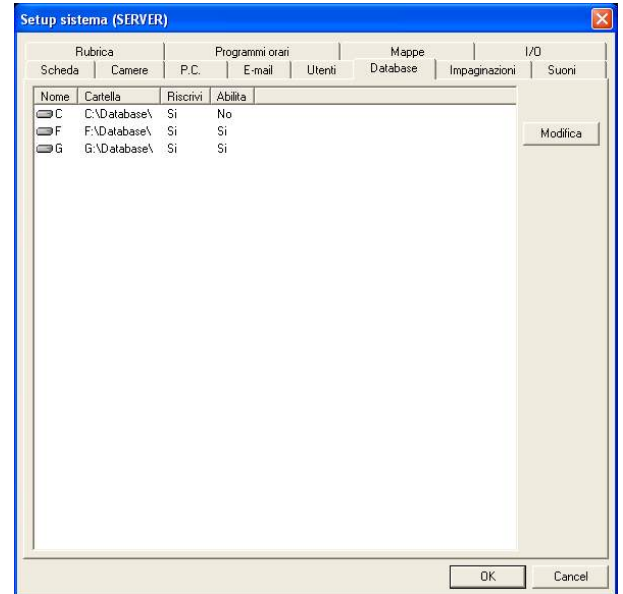 Setup sistema (SERVER)
Rubrica Programmi orari Mappe I/O
Scheda Camere P.C. E-mail Utenti Database Impaginazioni Suoni
Nome Cartella Riscrivi Abilita
C C:\Database\ Si No
F F:\Database\ Si Si
G G:\Database\ Si Si
Modifica
OK Cancel